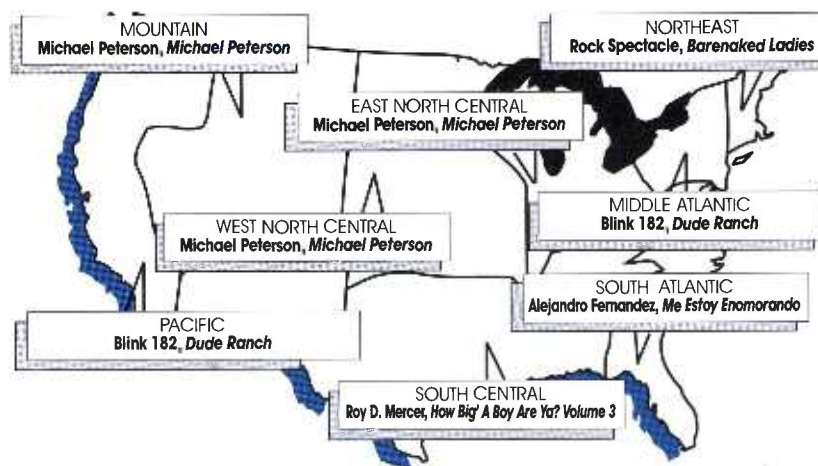 MOUNTAIN
Michael Peterson, Michael Peterson
NORTHEAST
Rock Spectacle, Barenaked Ladies
EAST NORTH CENTRAL
Michael Peterson, Michael Peterson
MIDDLE ATLANTIC
Blink 182, Dude Ranch
WEST NORTH CENTRAL
Michael Peterson, Michael Peterson
SOUTH ATLANTIC
Alejandro Fernandez, Me Estoy Enomorando
PACIFIC
Blink 182, Dude Ranch
SOUTH CENTRAL
Roy D. Mercer, How Big' A Boy Are Ya? Volume 3